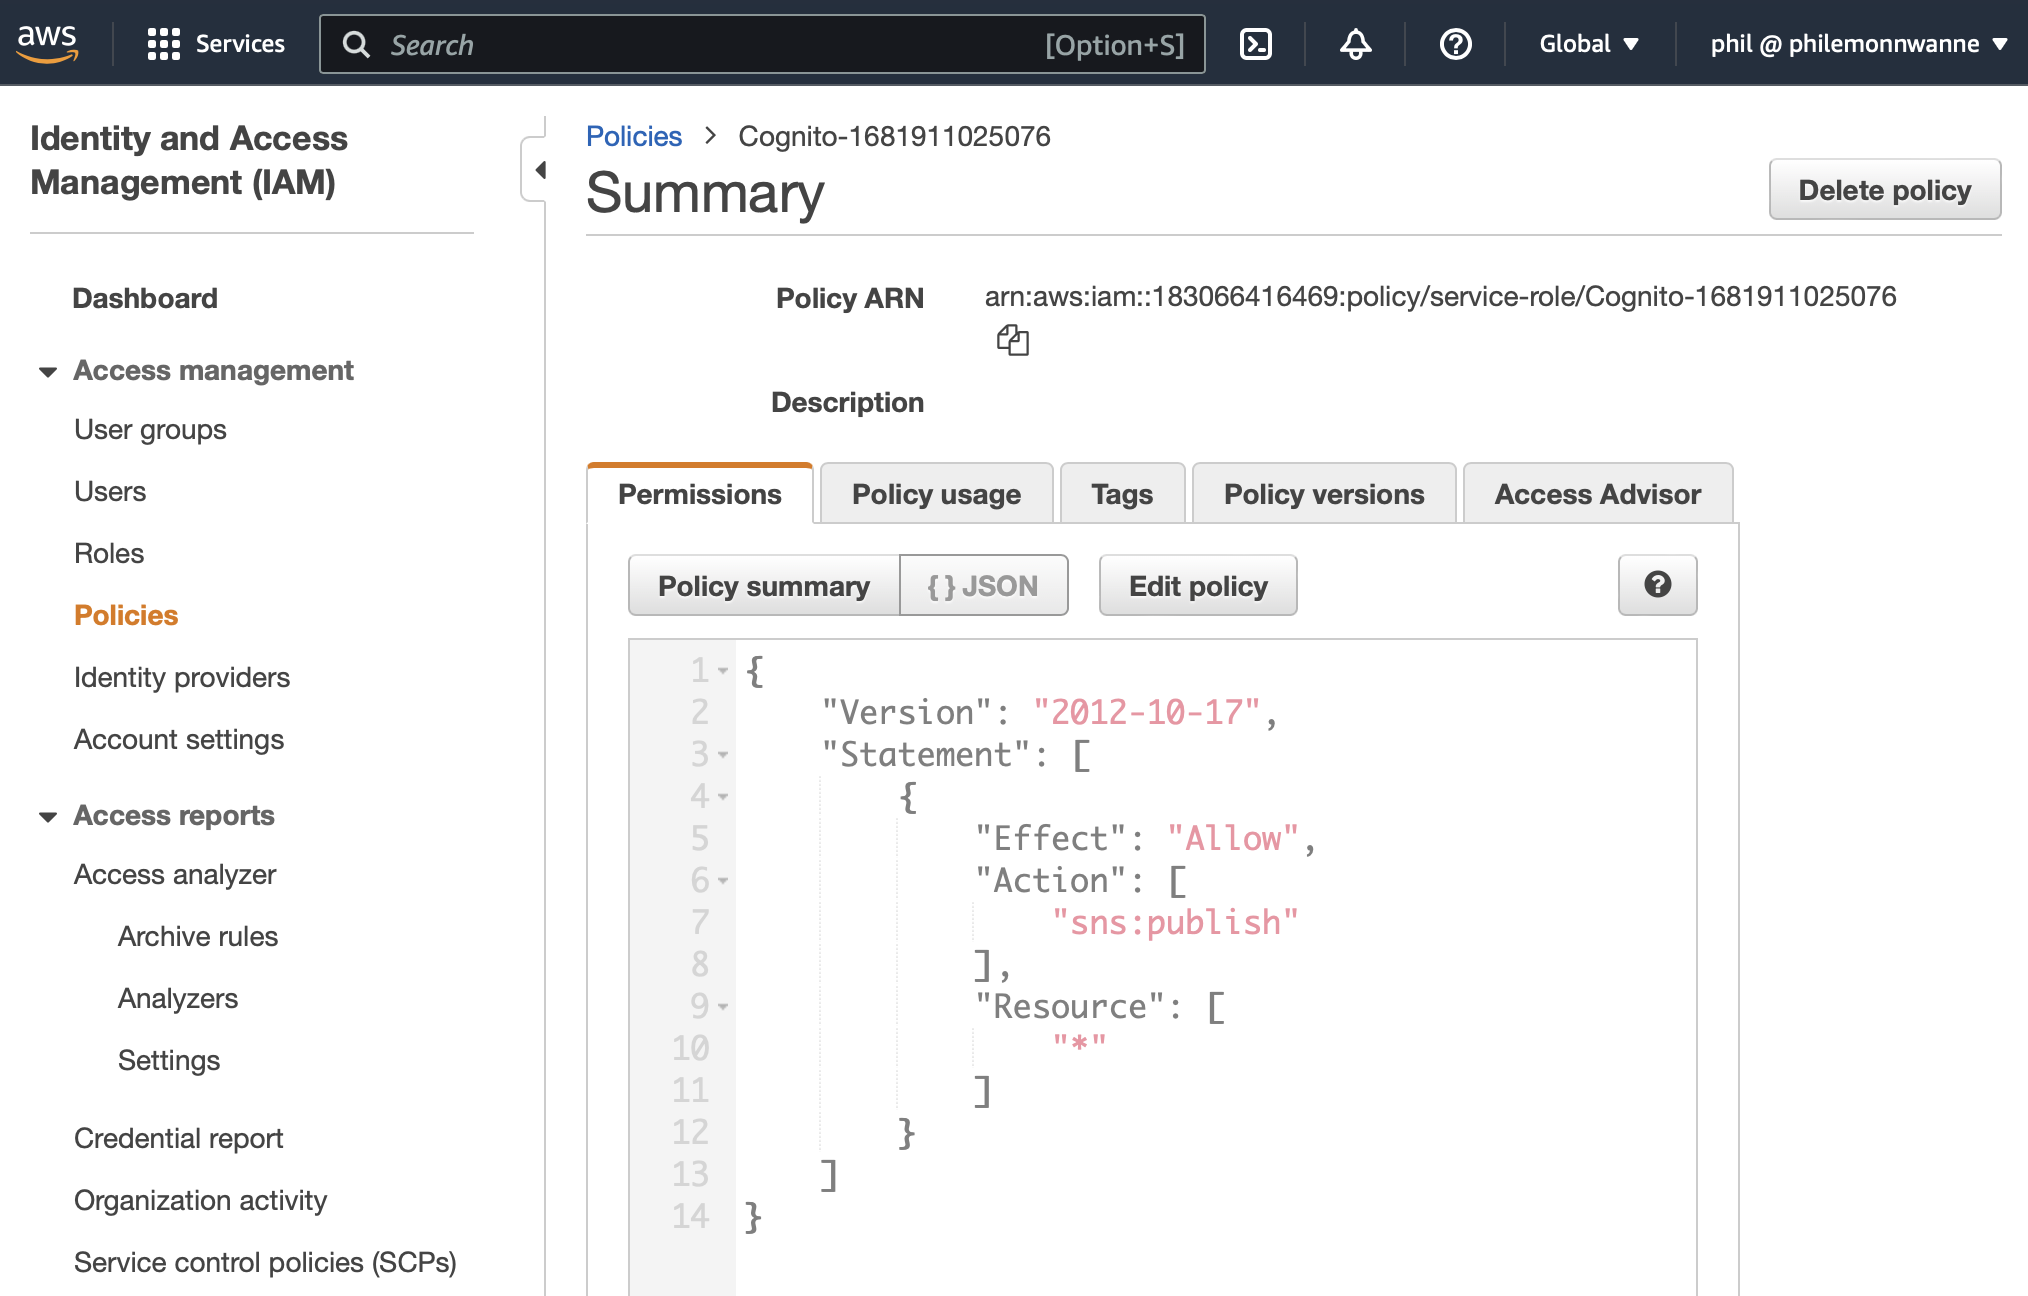 aws
Services
Search [Option+S]
Global
phil @ philemonnwanne
Identity and Access
Management (IAM)
Dashboard
Access management
User groups
Users
Roles
Policies
Identity providers
Account settings
Access reports
Access analyzer
Archive rules
Analyzers
Settings
Credential report
Organization activity
Service control policies (SCPs)
Policies > Cognito-1681911025076
Summary
Delete policy
Policy ARN arn:aws:iam::183066416469:policy/service-role/Cognito-1681911025076
Description
Permissions Policy usage Tags Policy versions Access Advisor
Policy summary { } JSON Edit policy
1 {
2     "Version": "2012-10-17",
3     "Statement": [
4         {
5             "Effect": "Allow",
6             "Action": [
7                 "sns:publish"
8             ],
9             "Resource": [
10                 "*"
11             ]
12         }
13     ]
14 }